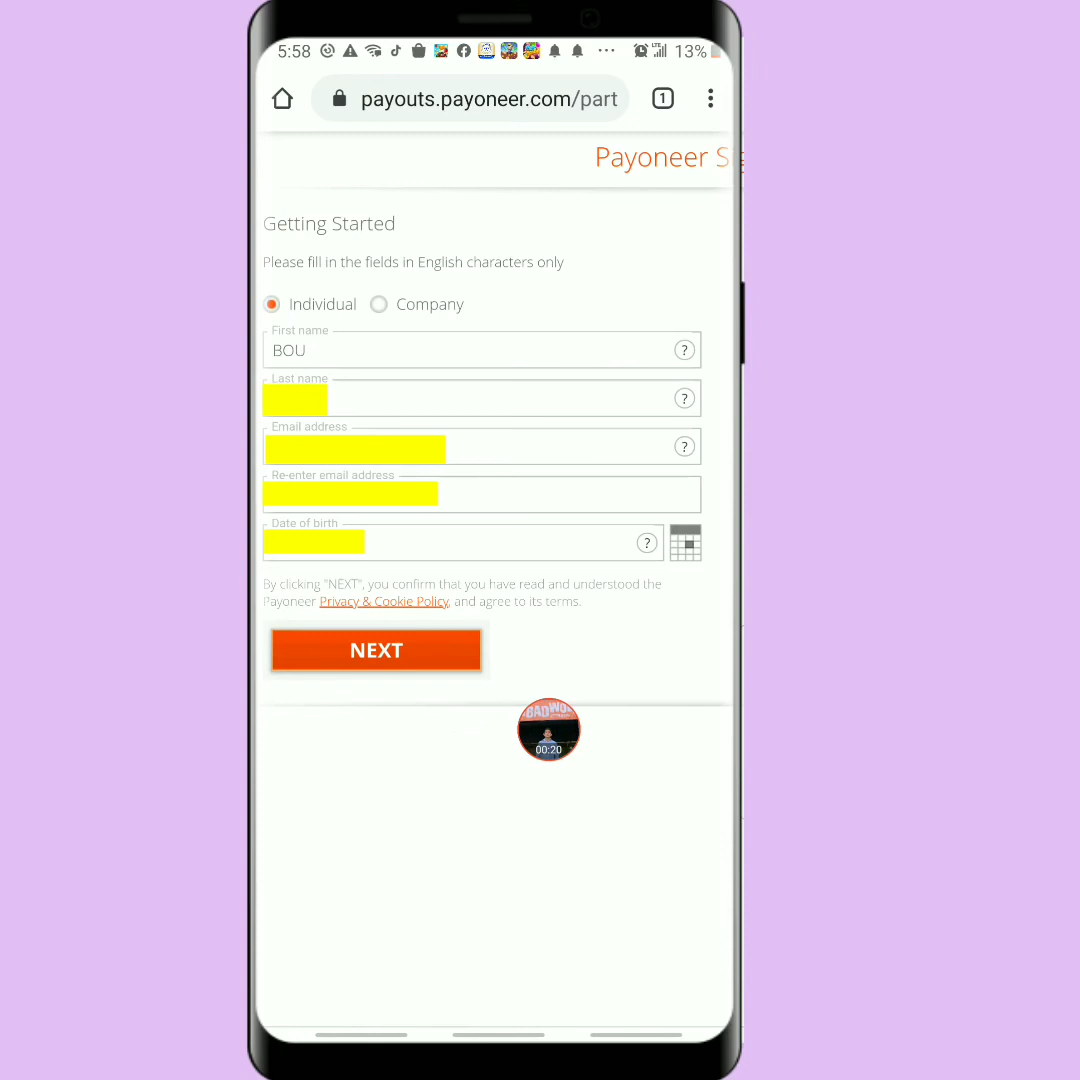 5:58
13%
payouts.payoneer.com/part
1
Payoneer
Getting Started
Please fill in the fields in English characters only
Individual
Company
First name
BOU
?
Last name
?
Email address
?
Re-enter email address
Date of birth
?
By clicking "NEXT", you confirm that you have read and understood the
Payoneer Privacy & Cookie Policy, and agree to its terms.
NEXT
00:20